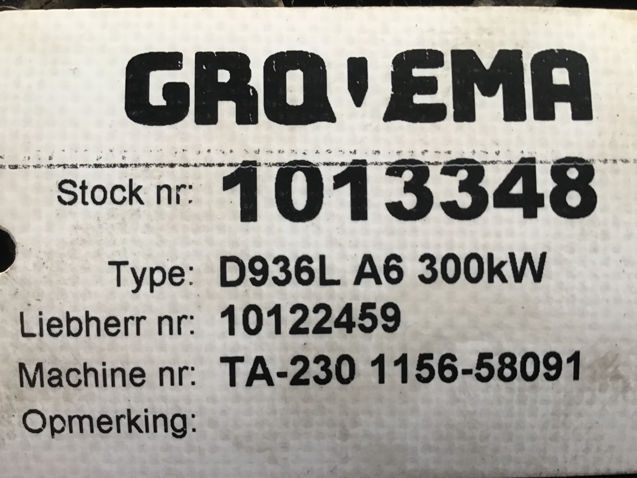 GRO'EMA
Stock nr: 1013348
Type: D936L A6 300kW
Liebherr nr: 10122459
Machine nr: TA-230 1156-58091
Opmerking: